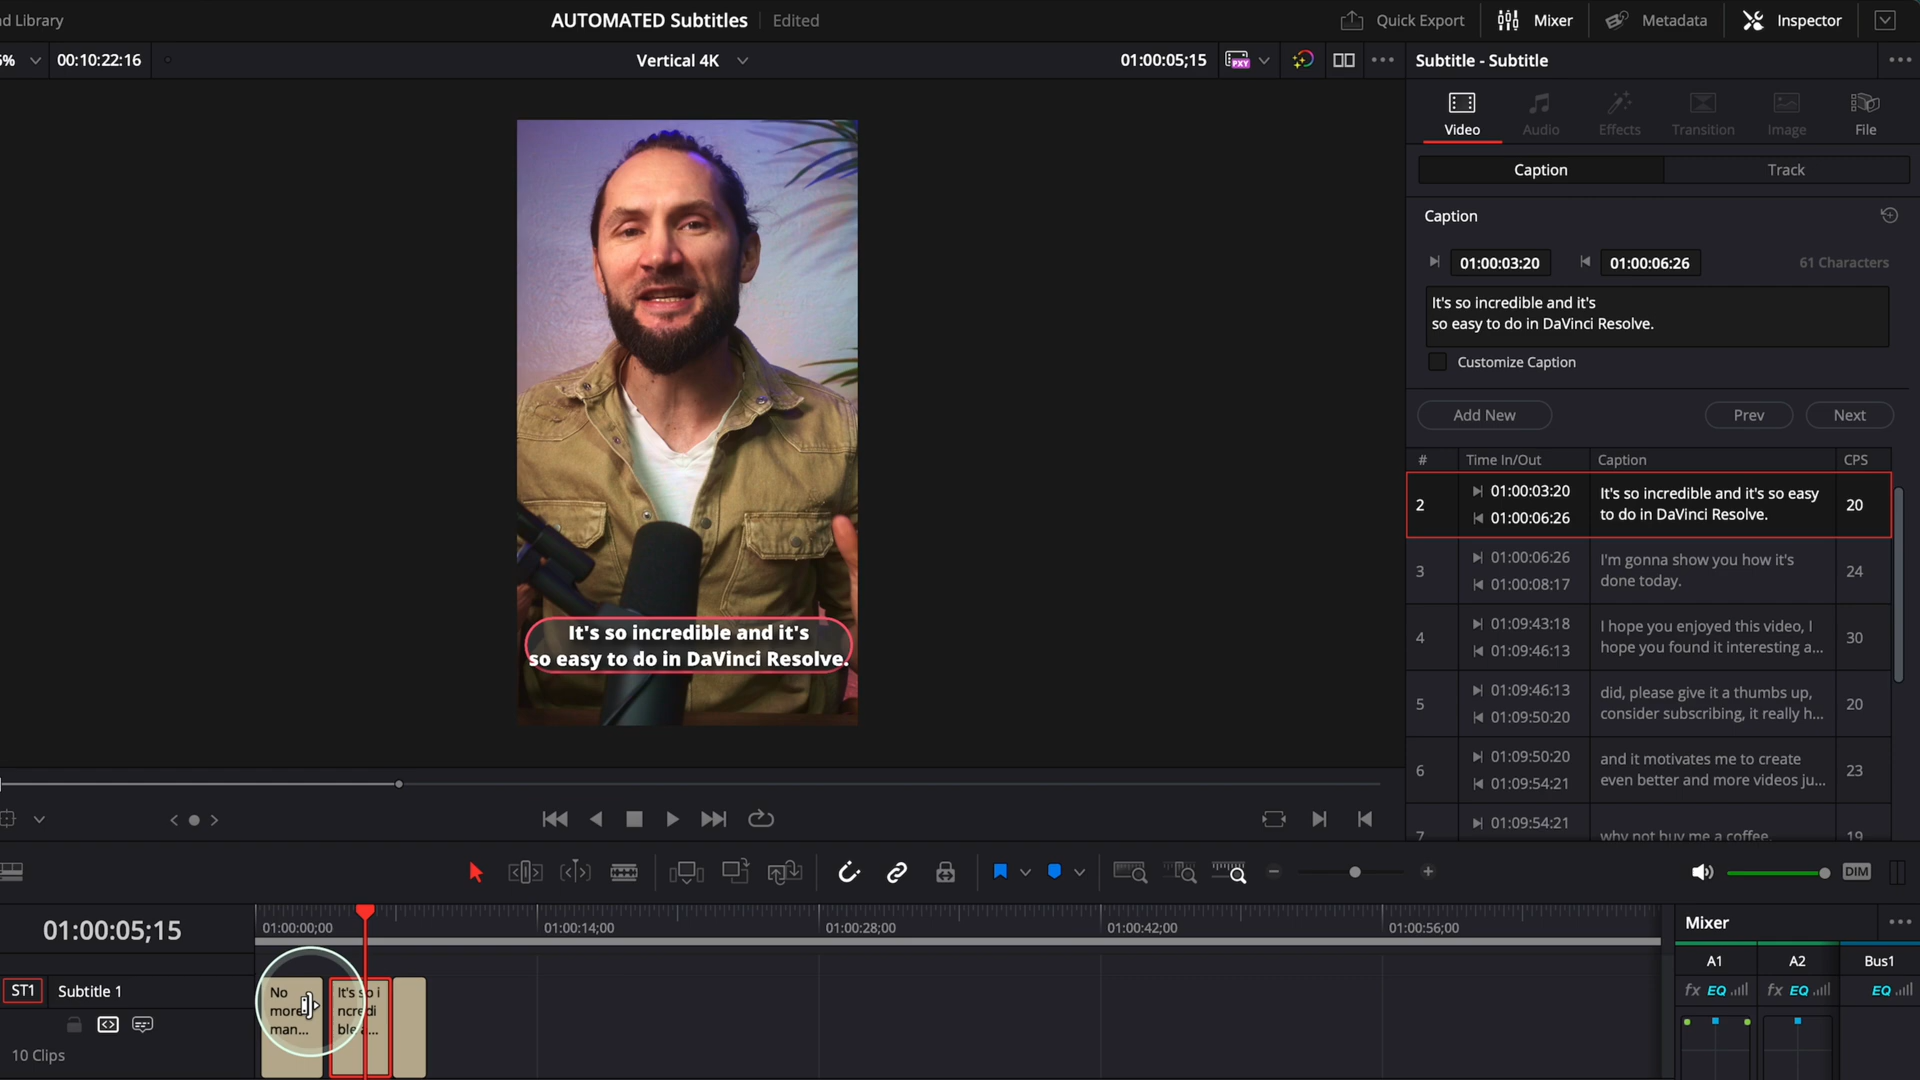 nd Library
AUTOMATED Subtitles
Edited
Quick Export
Mixer
Metadata
Inspector
00:10:22:16
Vertical 4K
01:00:05;15
PXY
Subtitle - Subtitle
Video
Audio
Effects
Transition
Image
File
Caption
Track
Caption
01:00:03:20
01:00:06:26
61 Characters
It's so incredible and it's
so easy to do in DaVinci Resolve.
Customize Caption
Add New
Prev
Next
#
Time In/Out
Caption
CPS
2
01:00:03:20
01:00:06:26
It's so incredible and it's so easy
to do in DaVinci Resolve.
20
3
01:00:06:26
01:00:08:17
I'm gonna show you how it's
done today.
24
4
01:09:43:18
01:09:46:13
I hope you enjoyed this video, I
hope you found it interesting a...
30
5
01:09:46:13
01:09:50:20
did, please give it a thumbs up,
consider subscribing, it really h...
20
6
01:09:50:20
01:09:54:21
and it motivates me to create
even better and more videos ju...
23
7
01:09:54:21
why not buy me a coffee.
19
It's so incredible and it's
so easy to do in DaVinci Resolve.
DIM
01:00:05;15
01:00:00;00
01:00:14;00
01:00:28;00
01:00:42;00
01:00:56;00
ST1
Subtitle 1
10 Clips
No
more
man...
It's so i
ncredi
ble a...
Mixer
A1
A2
Bus1
fx EQ
fx EQ
EQ